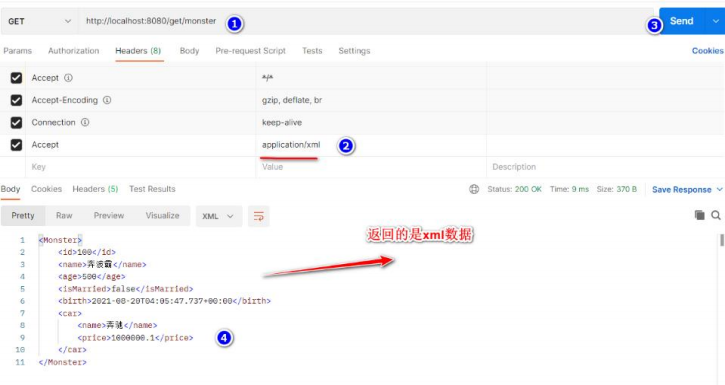 GET http://localhost:8080/get/monster 1 3 Send
Params Authorization Headers (8) Body Pre-request Script Tests Settings Cookies
Accept */*
Accept-Encoding gzip, deflate, br
Connection keep-alive
Accept application/xml 2
Key Value Description
Body Cookies Headers (5) Test Results Status: 200 OK Time: 9 ms Size: 370 B Save Response
Pretty Raw Preview Visualize XML
返回的是xml数据
1 <Monster>
2 <id>100</id>
3 <name>奔波霸</name>
4 <age>500</age>
5 <isMarried>false</isMarried>
6 <birth>2021-08-20T04:05:47.737+00:00</birth>
7 <car>
8 <name>奔驰</name>
9 <price>1000000.1</price> 4
10 </car>
11 </Monster>